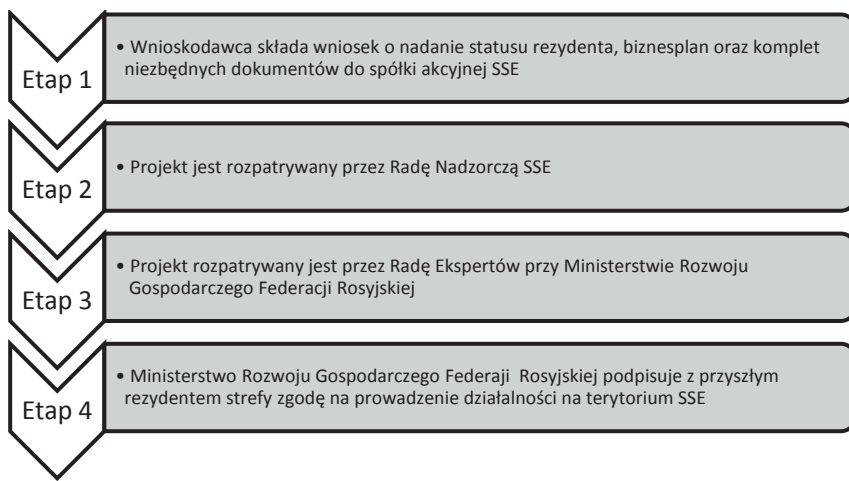 Etap 1
• Wnioskodawca składa wniosek o nadanie statusu rezydenta, biznesplan oraz komplet
niezbędnych dokumentów do spółki akcyjnej SSE
Etap 2
• Projekt jest rozpatrywany przez Radę Nadzorczą SSE
Etap 3
• Projekt rozpatrywany jest przez Radę Ekspertów przy Ministerstwie Rozwoju
Gospodarczego Federacji Rosyjskiej
Etap 4
• Ministerstwo Rozwoju Gospodarczego Federaji Rosyjskiej podpisuje z przyszłym
rezydentem strefy zgodę na prowadzenie działalności na terytorium SSE